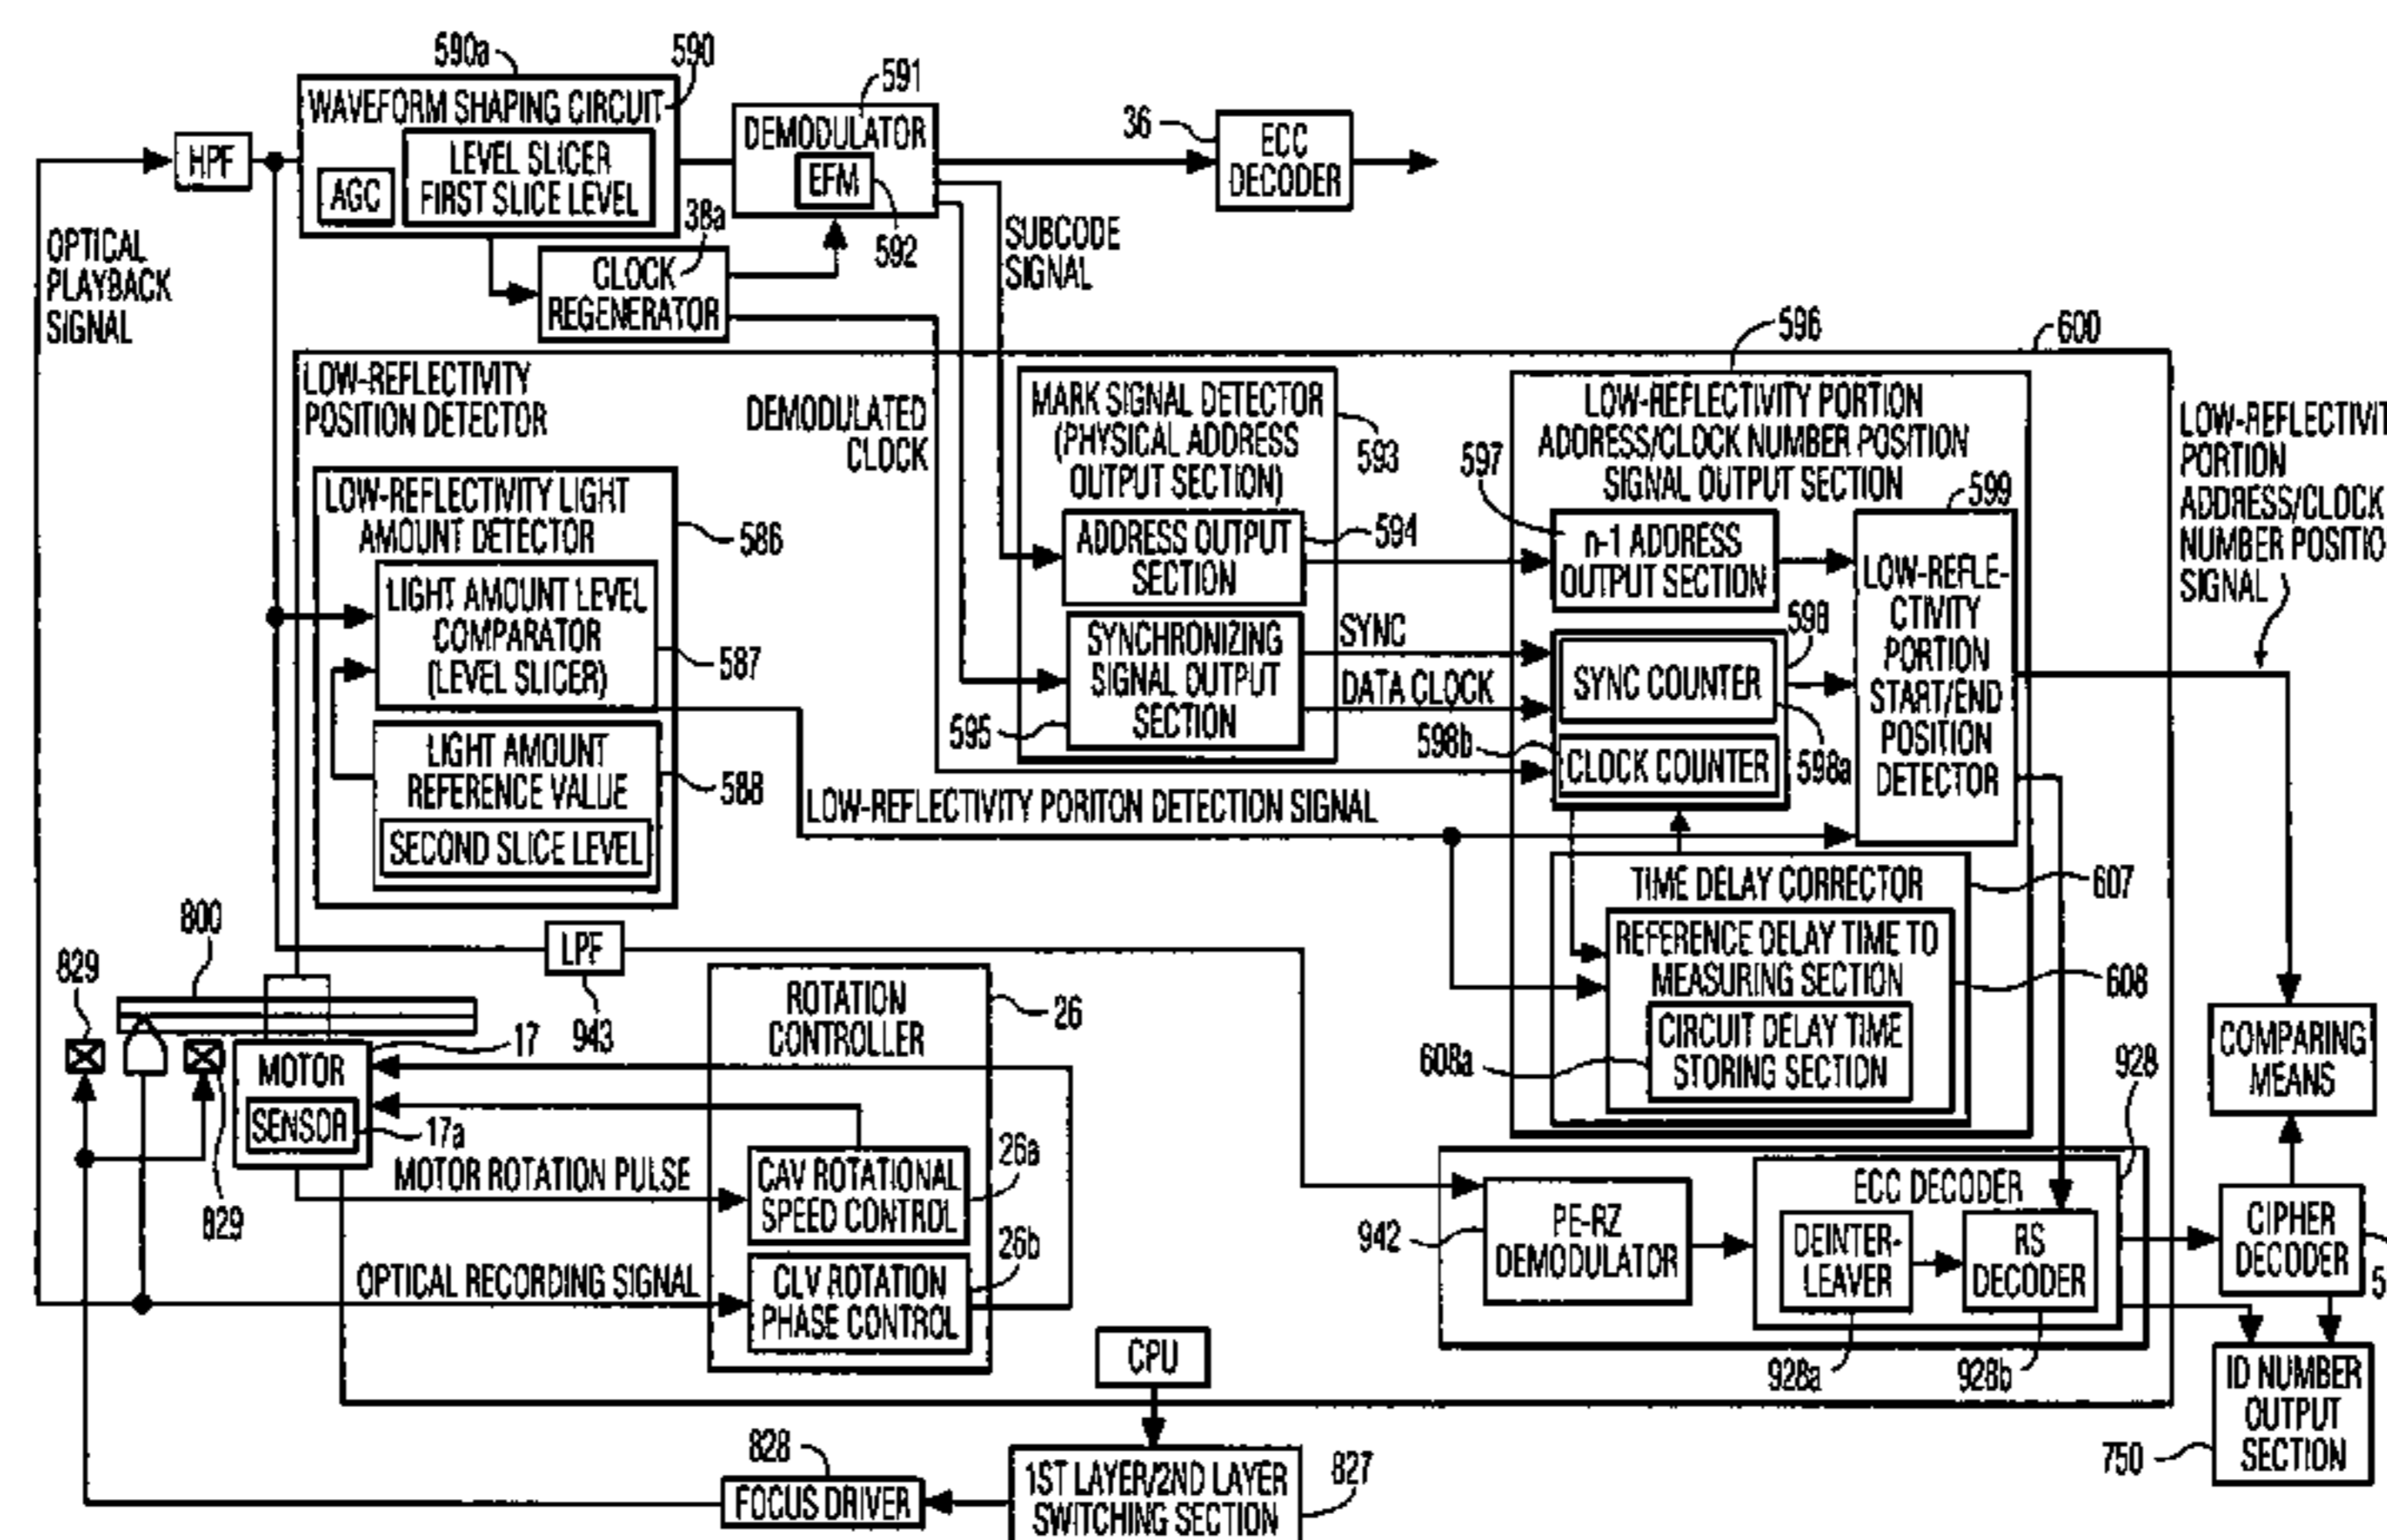 590a
590
WAVEFORM SHAPING CIRCUIT
LEVEL SLICER
FIRST SLICE LEVEL
AGC
HPF
591
DEMODULATOR
EFM
592
36
ECC
DECODER
38a
CLOCK
REGENERATOR
OPTICAL
PLAYBACK
SIGNAL
SUBCODE
SIGNAL
596
600
LOW-REFLECTIVITY
POSITION DETECTOR
DEMODULATED
CLOCK
MARK SIGNAL DETECTOR
(PHYSICAL ADDRESS
OUTPUT SECTION)
593
LOW-REFLECTIVITY PORTION
ADDRESS/CLOCK NUMBER POSITION
SIGNAL OUTPUT SECTION
597
599
LOW-REFLECTIVIT
PORTION
ADDRESS/CLOCK
NUMBER POSITIO
SIGNAL
LOW-REFLECTIVITY LIGHT
AMOUNT DETECTOR
586
ADDRESS OUTPUT
SECTION
594
n-1 ADDRESS
OUTPUT SECTION
LOW-REFLE-
CTIVITY
PORTION
START/END
POSITION
DETECTOR
LIGHT AMOUNT LEVEL
COMPARATOR
(LEVEL SLICER)
587
SYNCHRONIZING
SIGNAL OUTPUT
SECTION
595
SYNC
DATA CLOCK
598
SYNC COUNTER
598a
598b
CLOCK COUNTER
LIGHT AMOUNT
REFERENCE VALUE
588
SECOND SLICE LEVEL
LOW-REFLECTIVITY PORITON DETECTION SIGNAL
TIME DELAY CORRECTOR
607
REFERENCE DELAY TIME TO
MEASURING SECTION
608
CIRCUIT DELAY TIME
STORING SECTION
608a
800
829
LPF
943
ROTATION
CONTROLLER
26
17
MOTOR
SENSOR
17a
829
MOTOR ROTATION PULSE
CAV ROTATIONAL
SPEED CONTROL
26a
26b
OPTICAL RECORDING SIGNAL
CLV ROTATION
PHASE CONTROL
COMPARING
MEANS
928
942
PE-RZ
DEMODULATOR
ECC DECODER
DEINTER-
LEAVER
RS
DECODER
928a
928b
CIPHER
DECODER
5
ID NUMBER
OUTPUT
SECTION
750
CPU
828
FOCUS DRIVER
1ST LAYER/2ND LAYER
SWITCHING SECTION
827